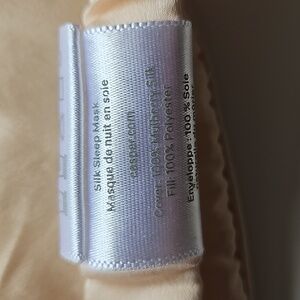 Silk Sleep Mask
Masque de nuit en soie
casper.com
Cover: 100% Mulberry Silk
Fill: 100% Polyester
Enveloppe : 100 % Soie